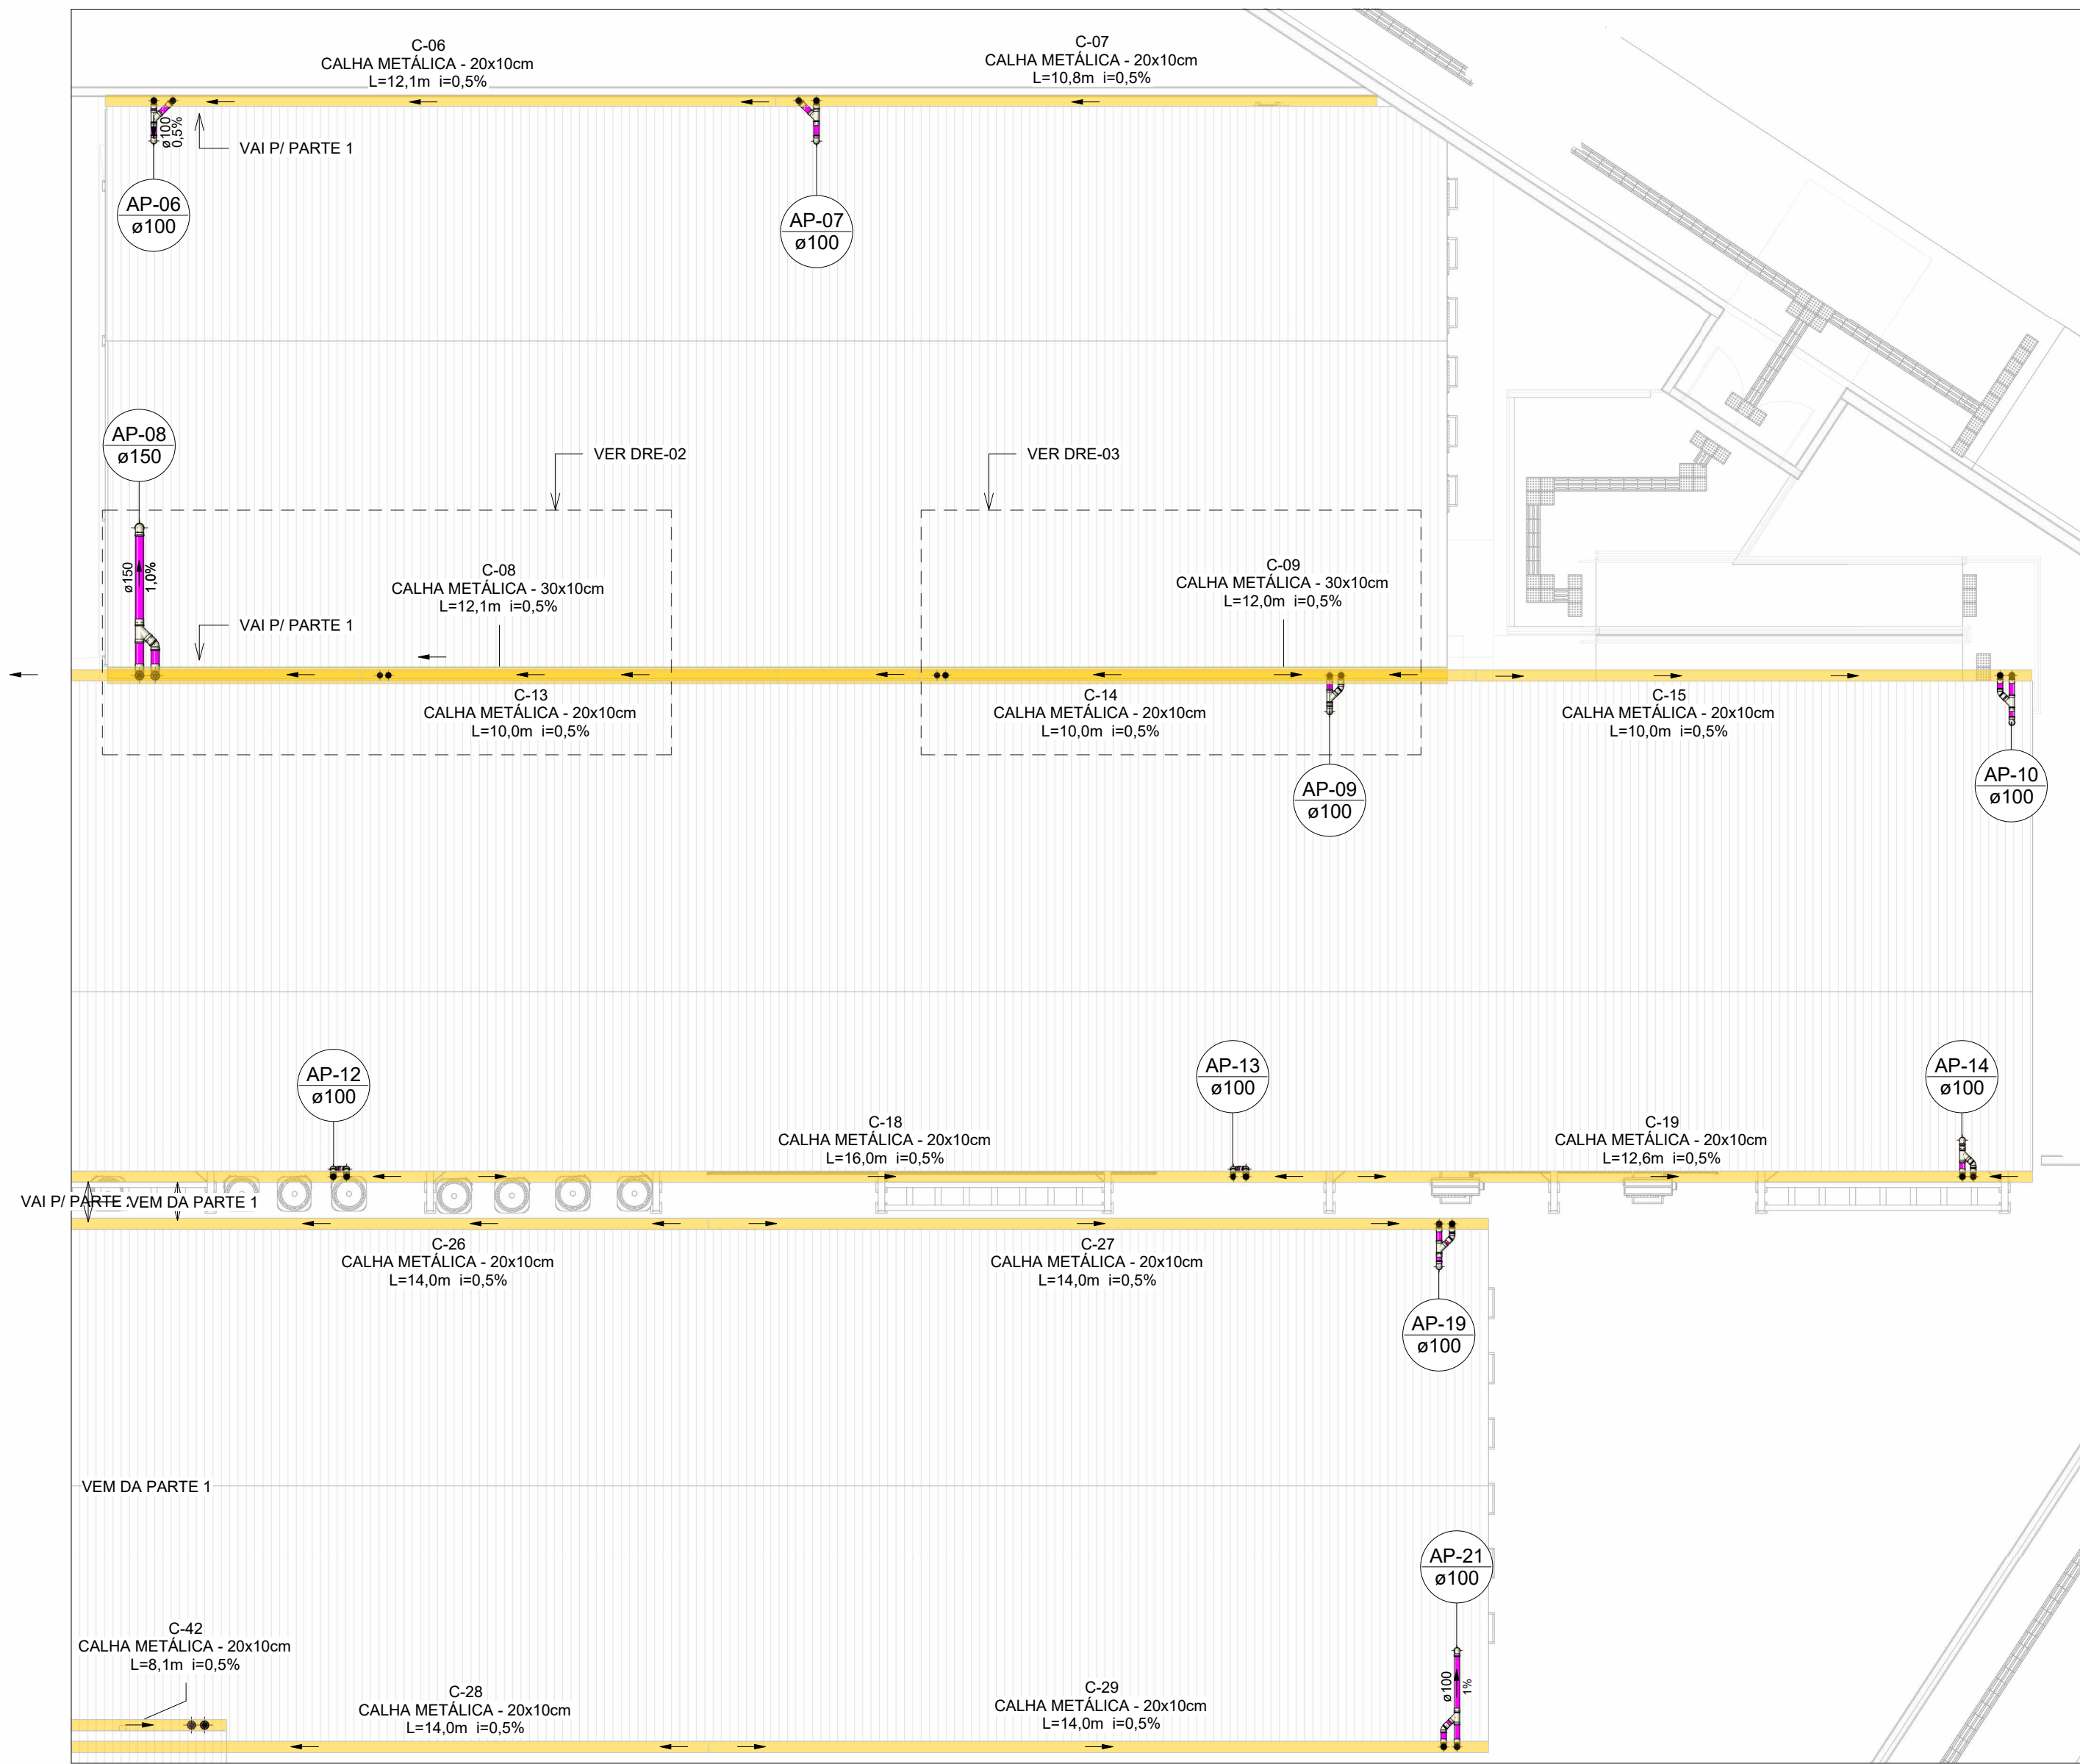 C-06
CALHA METÁLICA - 20x10cm
L=12,1m i=0,5%
C-07
CALHA METÁLICA - 20x10cm
L=10,8m i=0,5%
ø100
0,5%
VAI P/ PARTE 1
AP-06
ø100
AP-07
ø100
AP-08
ø150
VER DRE-02
VER DRE-03
ø150
1,0%
C-08
CALHA METÁLICA - 30x10cm
L=12,1m i=0,5%
C-09
CALHA METÁLICA - 30x10cm
L=12,0m i=0,5%
VAI P/ PARTE 1
C-13
CALHA METÁLICA - 20x10cm
L=10,0m i=0,5%
C-14
CALHA METÁLICA - 20x10cm
L=10,0m i=0,5%
C-15
CALHA METÁLICA - 20x10cm
L=10,0m i=0,5%
AP-09
ø100
AP-10
ø100
AP-12
ø100
AP-13
ø100
AP-14
ø100
C-18
CALHA METÁLICA - 20x10cm
L=16,0m i=0,5%
C-19
CALHA METÁLICA - 20x10cm
L=12,6m i=0,5%
VAI P/ PARTE
VEM DA PARTE 1
C-26
CALHA METÁLICA - 20x10cm
L=14,0m i=0,5%
C-27
CALHA METÁLICA - 20x10cm
L=14,0m i=0,5%
AP-19
ø100
VEM DA PARTE 1
AP-21
ø100
C-42
CALHA METÁLICA - 20x10cm
L=8,1m i=0,5%
ø100
1%
C-28
CALHA METÁLICA - 20x10cm
L=14,0m i=0,5%
C-29
CALHA METÁLICA - 20x10cm
L=14,0m i=0,5%